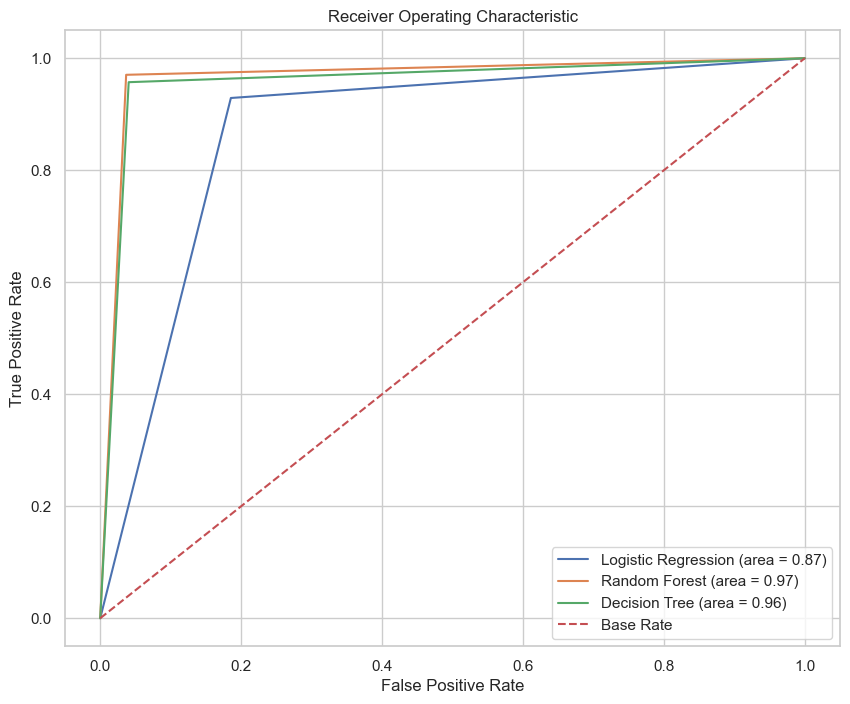 Receiver Operating Characteristic
1.0
0.8
0.6
0.4
0.2
0.0
True Positive Rate
Logistic Regression (area = 0.87)
Random Forest (area = 0.97)
Decision Tree (area = 0.96)
Base Rate
0.0 0.2 0.4 0.6 0.8 1.0
False Positive Rate